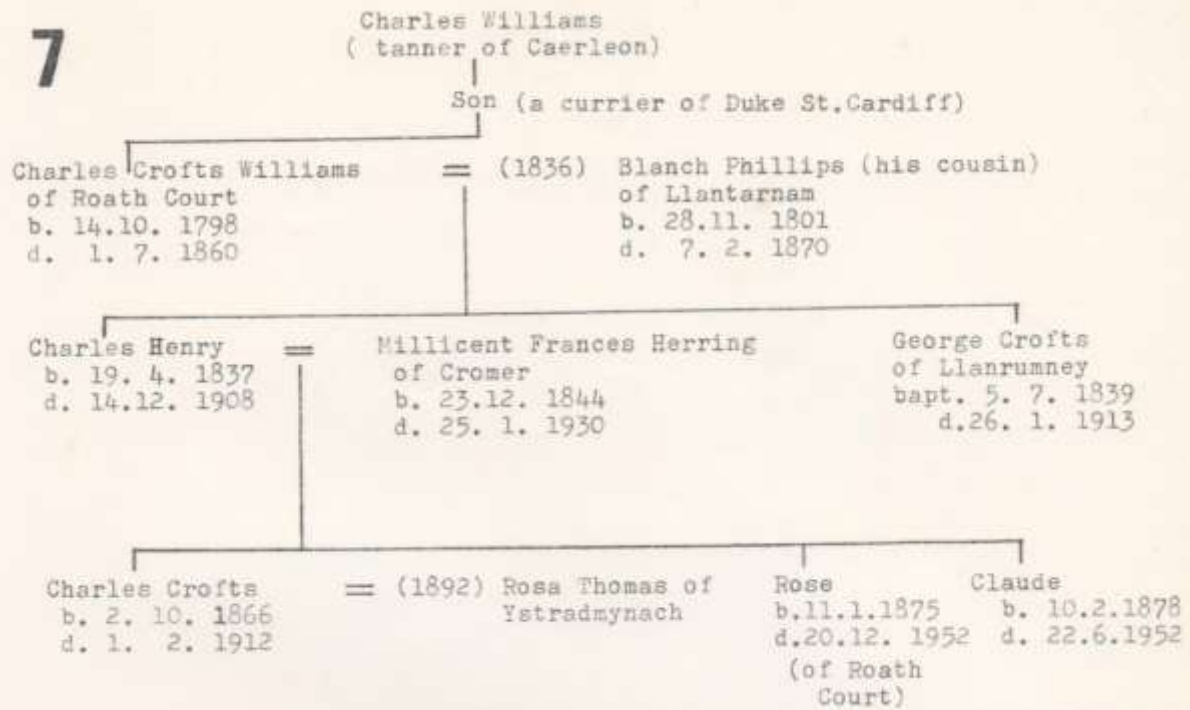 7
Charles Williams
( tanner of Caerleon)
Son (a currier of Duke St.Cardiff)
Charles Crofts Williams
of Roath Court
b. 14.10. 1798
d. 1. 7. 1860
= (1836) Blanch Phillips (his cousin)
of Llantarnam
b. 28.11. 1801
d. 7. 2. 1870
Charles Henry
b. 19. 4. 1837
d. 14.12. 1908
=
Millicent Frances Herring
of Cromer
b. 23.12. 1844
d. 25. 1. 1930
George Crofts
of Llanrumney
bapt. 5. 7. 1839
d.26. 1. 1913
Charles Crofts
b. 2. 10. 1866
d. 1. 2. 1912
= (1892) Rosa Thomas of
Ystradmynach
Rose
b.11.1.1875
d.20.12. 1952
(of Roath
Court)
Claude
b. 10.2.1878
d. 22.6.1952